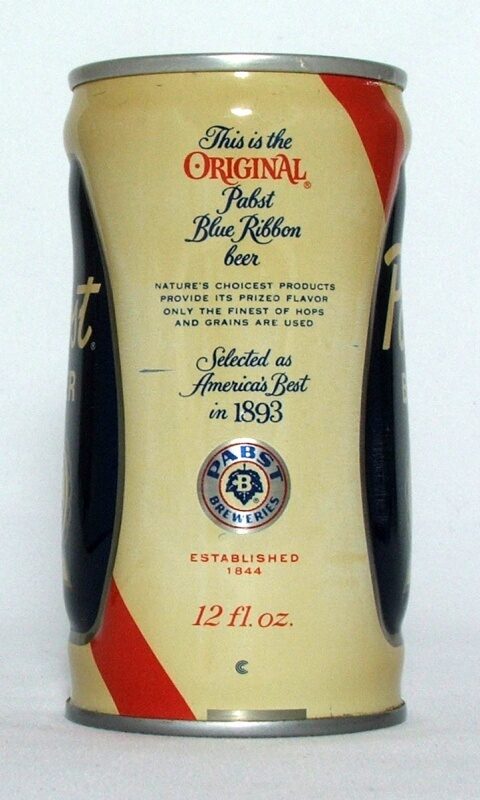 This is the
ORIGINAL®
Pabst
Blue Ribbon
beer
NATURE'S CHOICEST PRODUCTS
PROVIDE ITS PRIZED FLAVOR
ONLY THE FINEST OF HOPS
AND GRAINS ARE USED
Selected as
America's Best
in 1893
PABST
B®
BREWERIES
ESTABLISHED
1844
12 fl. oz.
C